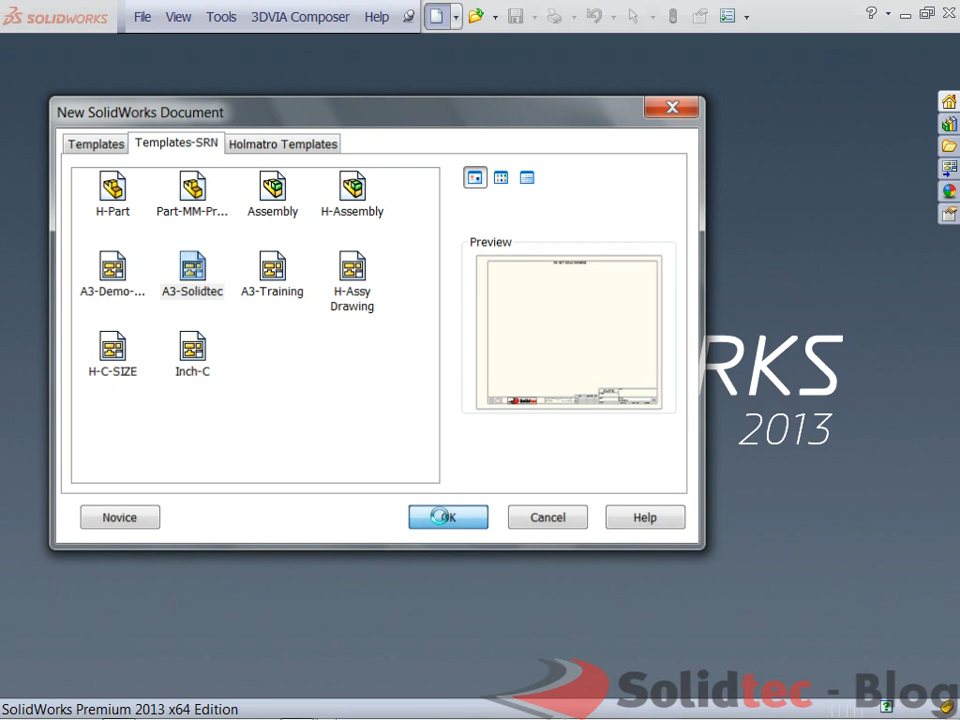 SOLIDWORKS File View Tools 3DVIA Composer Help
New SolidWorks Document
Templates Templates-SRN Holmatro Templates
H-Part Part-MM-Pr... Assembly H-Assembly
Preview
A3-Demo-... A3-Solidtec A3-Training H-Assy
Drawing
H-C-SIZE Inch-C
RKS
2013
Novice OK Cancel Help
Solidtec - Blog
SolidWorks Premium 2013 x64 Edition